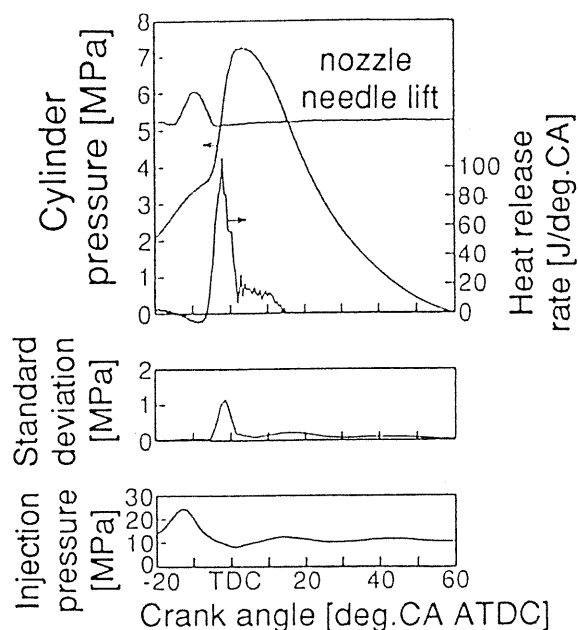 8
7
6
5
4
3
2
1
0
Cylinder
pressure [MPa]
nozzle
needle lift
100
80
60
40
20
0
Heat release
rate [J/deg.CA]
2
1
0
Standard
deviation
[MPa]
30
20
10
0
Injection
pressure
[MPa]
-20 TDC 20 40 60
Crank angle [deg.CA ATDC]